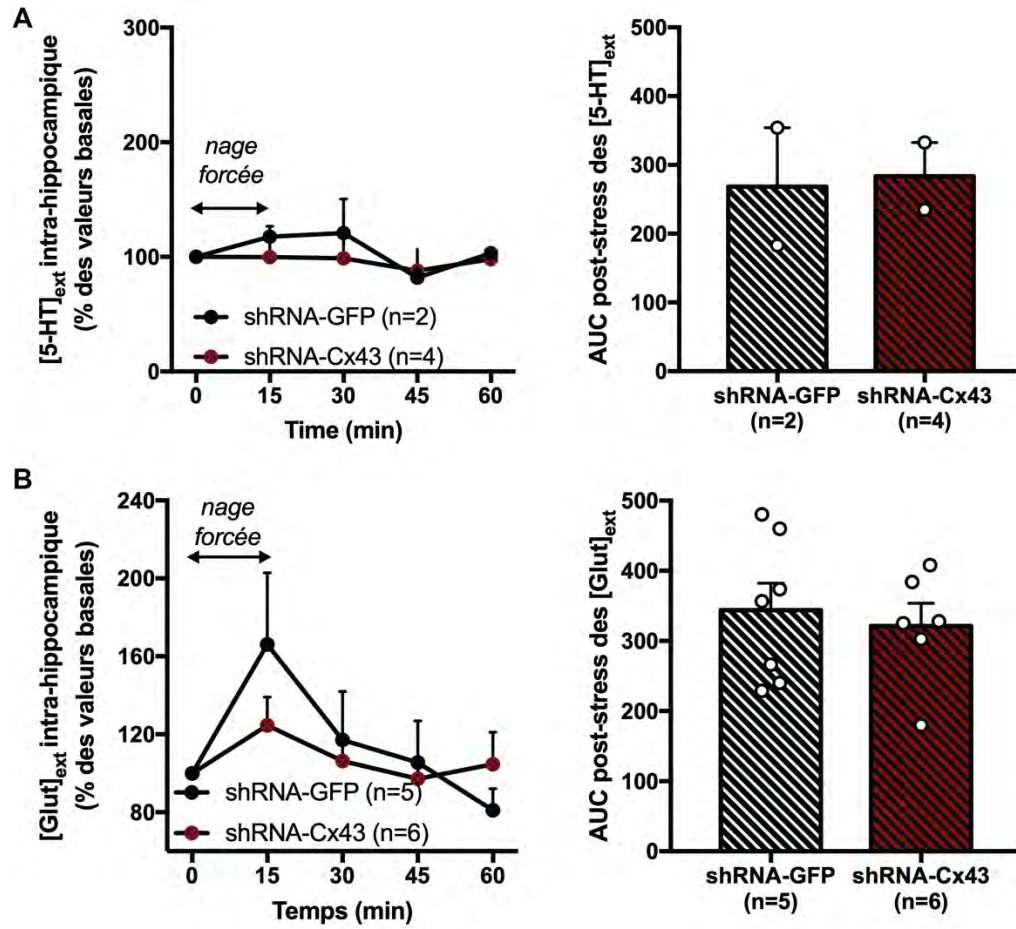 A
[5-HT]ext intra-hippocampique
(% des valeurs basales)
300
200
100
0
nage
forcée
shRNA-GFP (n=2)
shRNA-Cx43 (n=4)
0 15 30 45 60
Time (min)
AUC post-stress des [5-HT]ext
500
400
300
200
100
0
shRNA-GFP shRNA-Cx43
(n=2) (n=4)
B
[Glut]ext intra-hippocampique
(% des valeurs basales)
240
200
160
120
80
nage
forcée
shRNA-GFP (n=5)
shRNA-Cx43 (n=6)
0 15 30 45 60
Temps (min)
AUC post-stress des [Glut]ext
500
400
300
200
100
0
shRNA-GFP shRNA-Cx43
(n=5) (n=6)